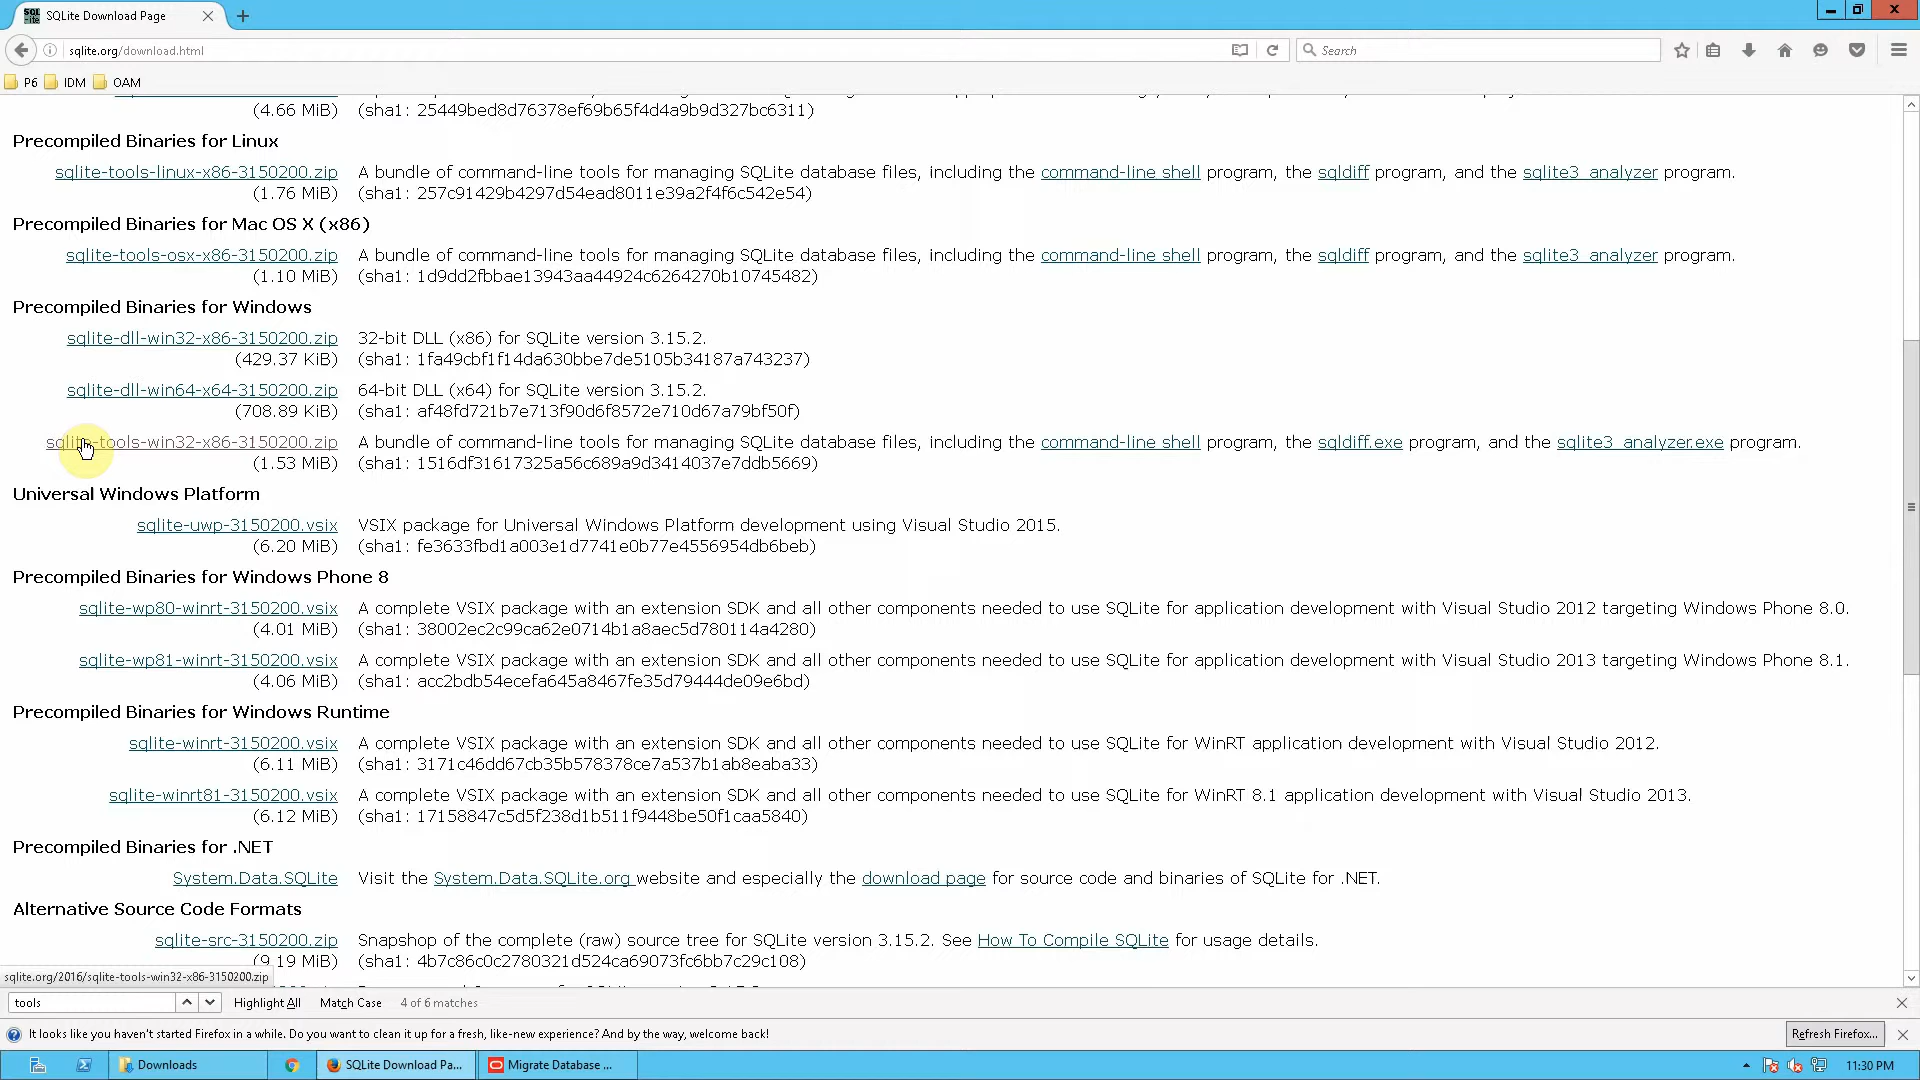 SQLite Download Page
sqlite.org/download.html
Search
P6 IDM OAM
(4.66 MiB) (sha1: 25449bed8d76378ef69b65f4d4a9b9d327bc6311)
Precompiled Binaries for Linux
sqlite-tools-linux-x86-3150200.zip A bundle of command-line tools for managing SQLite database files, including the command-line shell program, the sqldiff program, and the sqlite3_analyzer program.
(1.76 MiB) (sha1: 257c91429b4297d54ead8011e39a2f4f6c542e54)
Precompiled Binaries for Mac OS X (x86)
sqlite-tools-osx-x86-3150200.zip A bundle of command-line tools for managing SQLite database files, including the command-line shell program, the sqldiff program, and the sqlite3_analyzer program.
(1.10 MiB) (sha1: 1d9dd2fbbae13943aa44924c6264270b10745482)
Precompiled Binaries for Windows
sqlite-dll-win32-x86-3150200.zip 32-bit DLL (x86) for SQLite version 3.15.2.
(429.37 KiB) (sha1: 1fa49cbf1f14da630bbe7de5105b34187a743237)
sqlite-dll-win64-x64-3150200.zip 64-bit DLL (x64) for SQLite version 3.15.2.
(708.89 KiB) (sha1: af48fd721b7e713f90d6f8572e710d67a79bf50f)
sqlite-tools-win32-x86-3150200.zip A bundle of command-line tools for managing SQLite database files, including the command-line shell program, the sqldiff.exe program, and the sqlite3_analyzer.exe program.
(1.53 MiB) (sha1: 1516df31617325a56c689a9d3414037e7ddb5669)
Universal Windows Platform
sqlite-uwp-3150200.vsix VSIX package for Universal Windows Platform development using Visual Studio 2015.
(6.20 MiB) (sha1: fe3633fbd1a003e1d7741e0b77e4556954db6beb)
Precompiled Binaries for Windows Phone 8
sqlite-wp80-winrt-3150200.vsix A complete VSIX package with an extension SDK and all other components needed to use SQLite for application development with Visual Studio 2012 targeting Windows Phone 8.0.
(4.01 MiB) (sha1: 38002ec2c99ca62e0714b1a8aec5d780114a4280)
sqlite-wp81-winrt-3150200.vsix A complete VSIX package with an extension SDK and all other components needed to use SQLite for application development with Visual Studio 2013 targeting Windows Phone 8.1.
(4.06 MiB) (sha1: acc2bdb54ecefa645a8467fe35d79444de09e6bd)
Precompiled Binaries for Windows Runtime
sqlite-winrt-3150200.vsix A complete VSIX package with an extension SDK and all other components needed to use SQLite for WinRT application development with Visual Studio 2012.
(6.11 MiB) (sha1: 3171c46dd67cb35b578378ce7a537b1ab8eaba33)
sqlite-winrt81-3150200.vsix A complete VSIX package with an extension SDK and all other components needed to use SQLite for WinRT 8.1 application development with Visual Studio 2013.
(6.12 MiB) (sha1: 17158847c5d5f238d1b511f9448be50f1caa5840)
Precompiled Binaries for .NET
System.Data.SQLite Visit the System.Data.SQLite.org website and especially the download page for source code and binaries of SQLite for .NET.
Alternative Source Code Formats
sqlite-src-3150200.zip Snapshop of the complete (raw) source tree for SQLite version 3.15.2. See How To Compile SQLite for usage details.
(9.19 MiB) (sha1: 4b7c86c0c2780321d524ca69073fc6bb7c29c108)
sqlite.org/2016/sqlite-tools-win32-x86-3150200.zip
tools Highlight All Match Case 4 of 6 matches
It looks like you haven't started Firefox in a while. Do you want to clean it up for a fresh, like-new experience? And by the way, welcome back! Refresh Firefox...
Downloads SQLite Download Pa... Migrate Database ... 11:30 PM